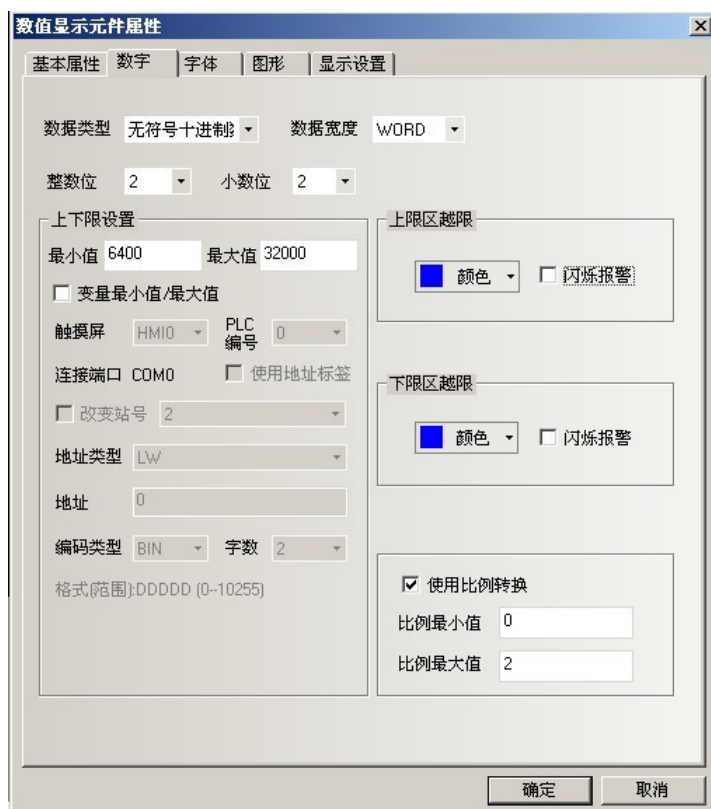 数值显示元件属性
基本属性 数字 字体 图形 显示设置
数据类型 无符号十进制 数据宽度 WORD
整数位 2 小数位 2
上下限设置
最小值 6400 最大值 32000
变量最小值/最大值
触摸屏 HMI0 PLC编号 0
连接端口 COM0 使用地址标签
改变站号 2
地址类型 LW
地址 0
编码类型 BIN 字数 2
格式(范围):DDDDD (0--10255)
上限区越限
颜色 闪烁报警
下限区越限
颜色 闪烁报警
使用比例转换
比例最小值 0
比例最大值 2
确定 取消